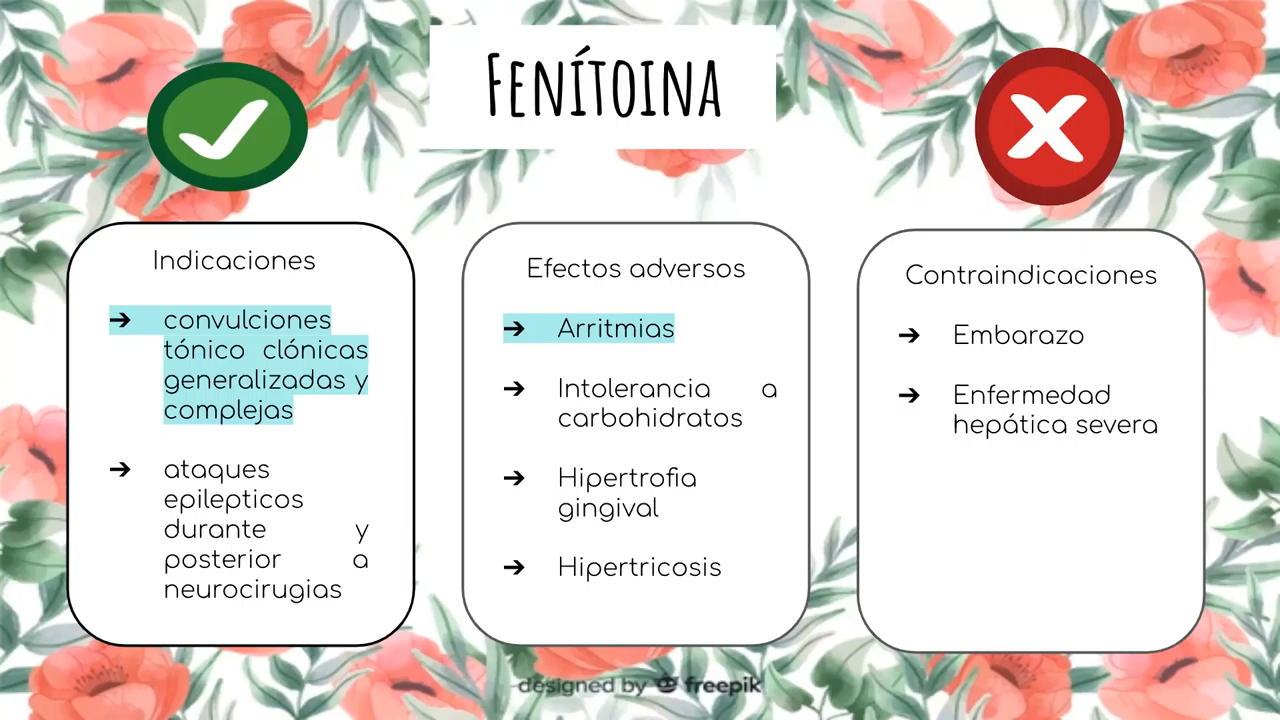 Fenítoina
Indicaciones
➔ convulciones
tónico clónicas
generalizadas y
complejas
➔ ataques
epilepticos
durante y
posterior a
neurocirugias
Efectos adversos
➔ Arritmias
➔ Intolerancia a
carbohidratos
➔ Hipertrofia
gingival
➔ Hipertricosis
Contraindicaciones
➔ Embarazo
➔ Enfermedad
hepática severa
designed by freepik